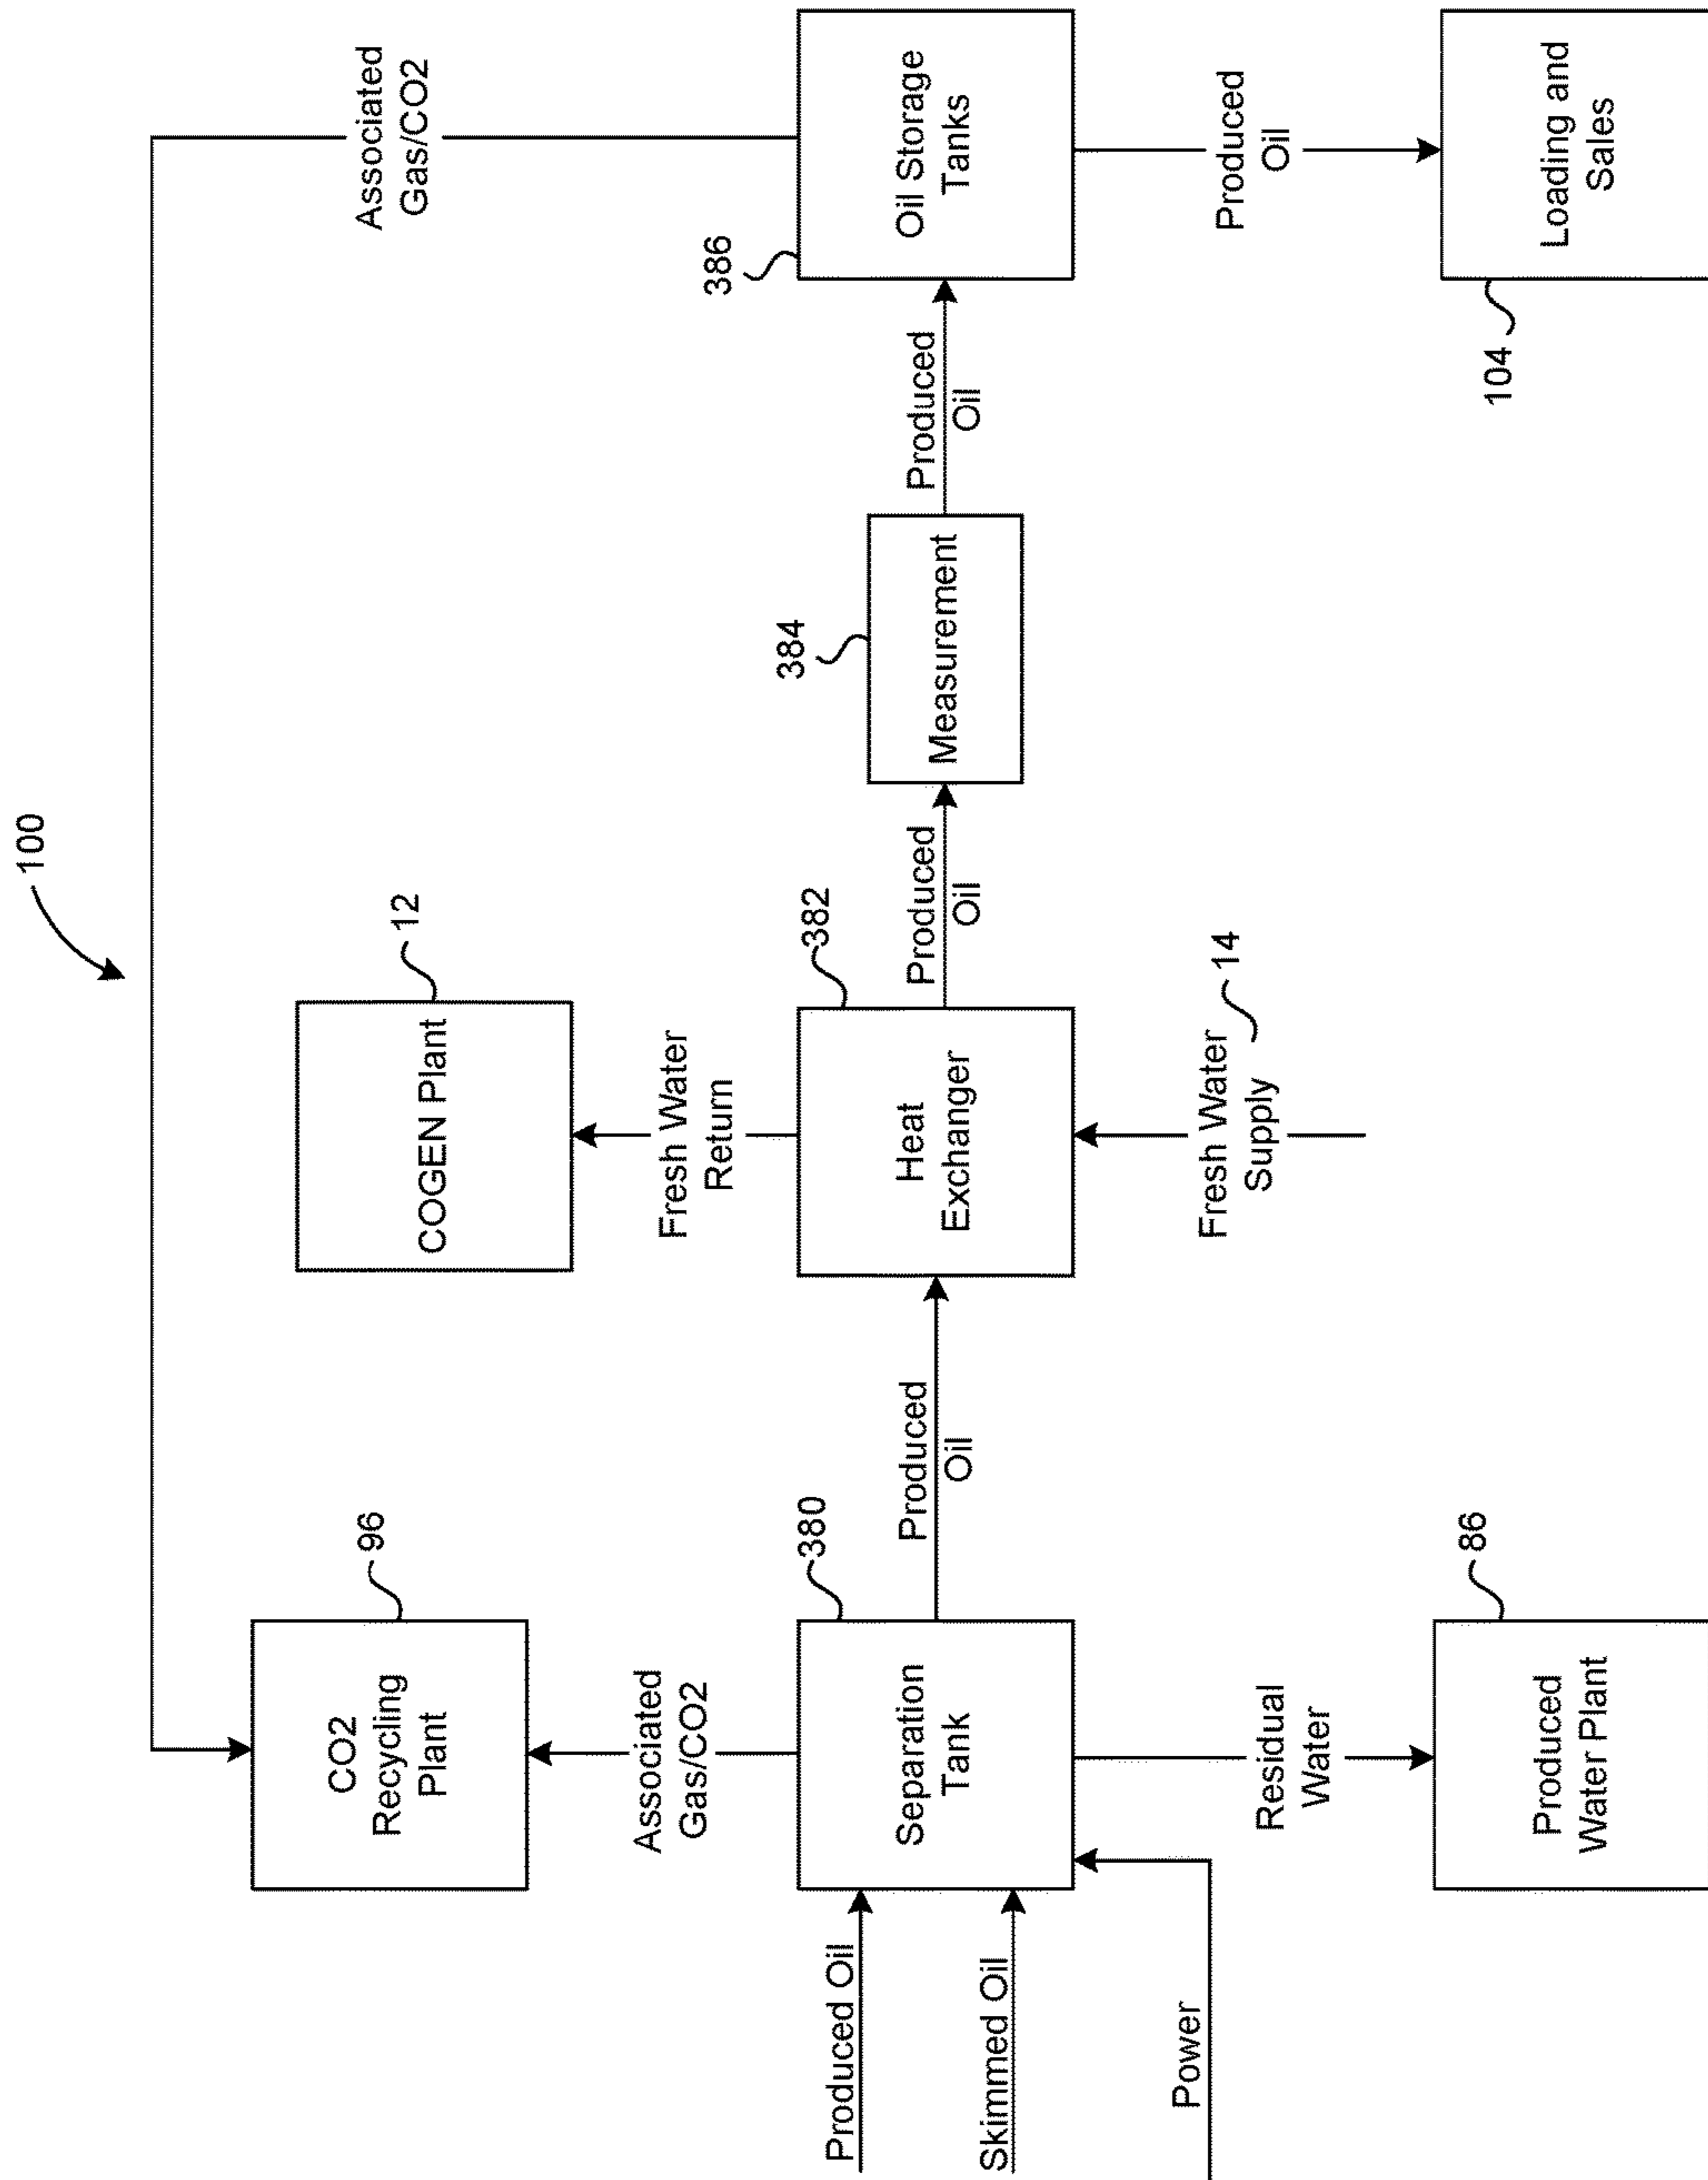 100
Associated
Gas/CO2
CO2
Recycling
Plant
96
COGEN Plant
12
Associated
Gas/CO2
Fresh Water
Return
386
384
Produced Oil
Skimmed Oil
Separation
Tank
380
Produced
Oil
Heat
Exchanger
382
Produced
Oil
Measurement
Produced
Oil
Oil Storage
Tanks
Power
Residual
Water
Fresh Water
Supply
14
Produced
Oil
Produced
Water Plant
86
104
Loading and
Sales